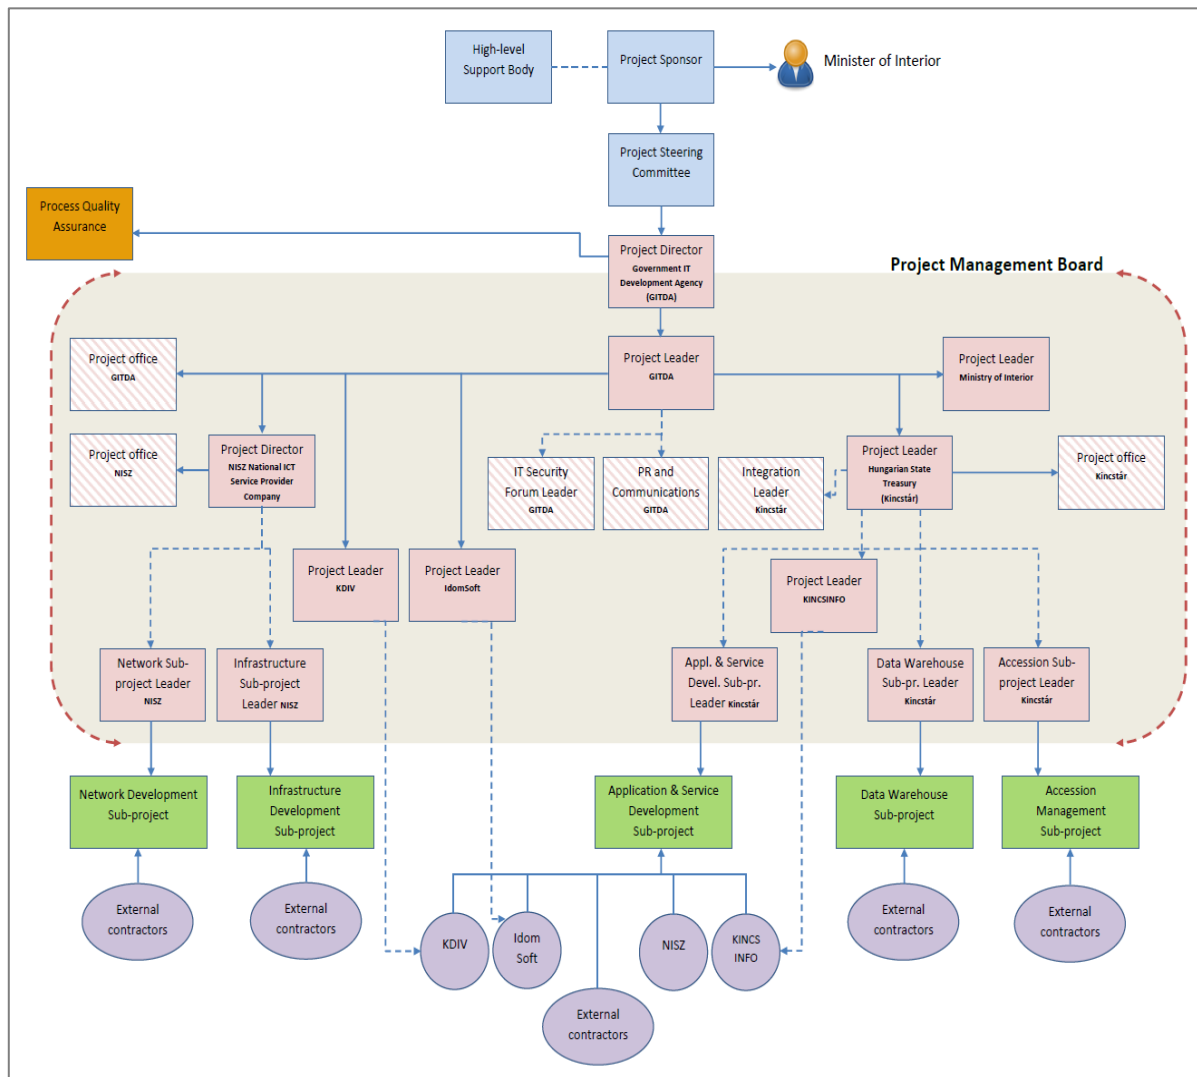 High-level
Support Body
Project Sponsor
Minister of Interior
Project Steering
Committee
Process Quality
Assurance
Project Director
Government IT
Development Agency
(GITDA)
Project Management Board
Project office
GITDA
Project Leader
GITDA
Project Leader
Ministry of Interior
Project office
NISZ
Project Director
NISZ National ICT
Service Provider
Company
IT Security
Forum Leader
GITDA
PR and
Communications
GITDA
Integration
Leader
Kincstár
Project Leader
Hungarian State
Treasury
(Kincstár)
Project office
Kincstár
Project Leader
KDIV
Project Leader
IdomSoft
Project Leader
KINCSINFO
Network Sub-
project Leader
NISZ
Infrastructure
Sub-project
Leader NISZ
Appl. & Service
Devel. Sub-pr.
Leader Kincstár
Data Warehouse
Sub-pr. Leader
Kincstár
Accession Sub-
project Leader
Kincstár
Network Development
Sub-project
Infrastructure
Development
Sub-project
Application & Service
Development
Sub-project
Data Warehouse
Sub-project
Accession
Management
Sub-project
External
contractors
External
contractors
KDIV
Idom
Soft
External
contractors
NISZ
KINCS
INFO
External
contractors
External
contractors